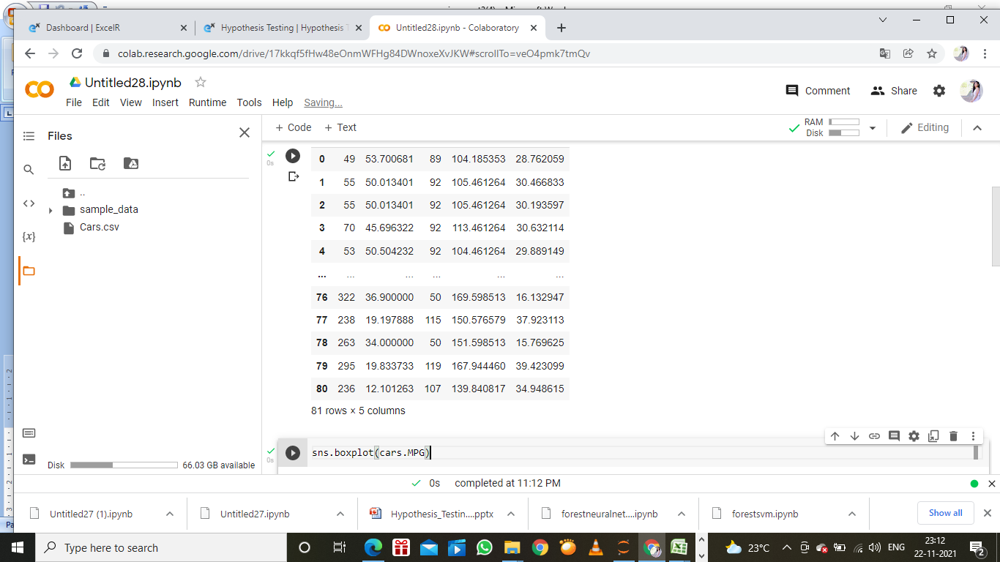 Dashboard | ExcelR
Hypothesis Testing | Hypothesis T
Untitled28.ipynb - Colaboratory
colab.research.google.com/drive/17kkqf5fHw48eOnmWFHg84DWnoxeXvJKW#scrollTo=veO4pmk7tmQv
Untitled28.ipynb
File Edit View Insert Runtime Tools Help Saving...
Comment Share
Files
+ Code + Text
RAM
Disk
Editing
0s
0 49 53.700681 89 104.185353 28.762059
1 55 50.013401 92 105.461264 30.466833
2 55 50.013401 92 105.461264 30.193597
3 70 45.696322 92 113.461264 30.632114
4 53 50.504232 92 104.461264 29.889149
... ... ... ... ... ...
76 322 36.900000 50 169.598513 16.132947
77 238 19.197888 115 150.576579 37.923113
78 263 34.000000 50 151.598513 15.769625
79 295 19.833733 119 167.944460 39.423099
80 236 12.101263 107 139.840817 34.948615
81 rows × 5 columns
..
sample_data
Cars.csv
{x}
0s
sns.boxplot(cars.MPG)
Disk 66.03 GB available
0s completed at 11:12 PM
Untitled27 (1).ipynb
Untitled27.ipynb
Hypothesis_Testin....pptx
forestneuralnet....ipynb
forestsvm.ipynb
Show all
Type here to search
23°C
ENG
23:12
22-11-2021
2